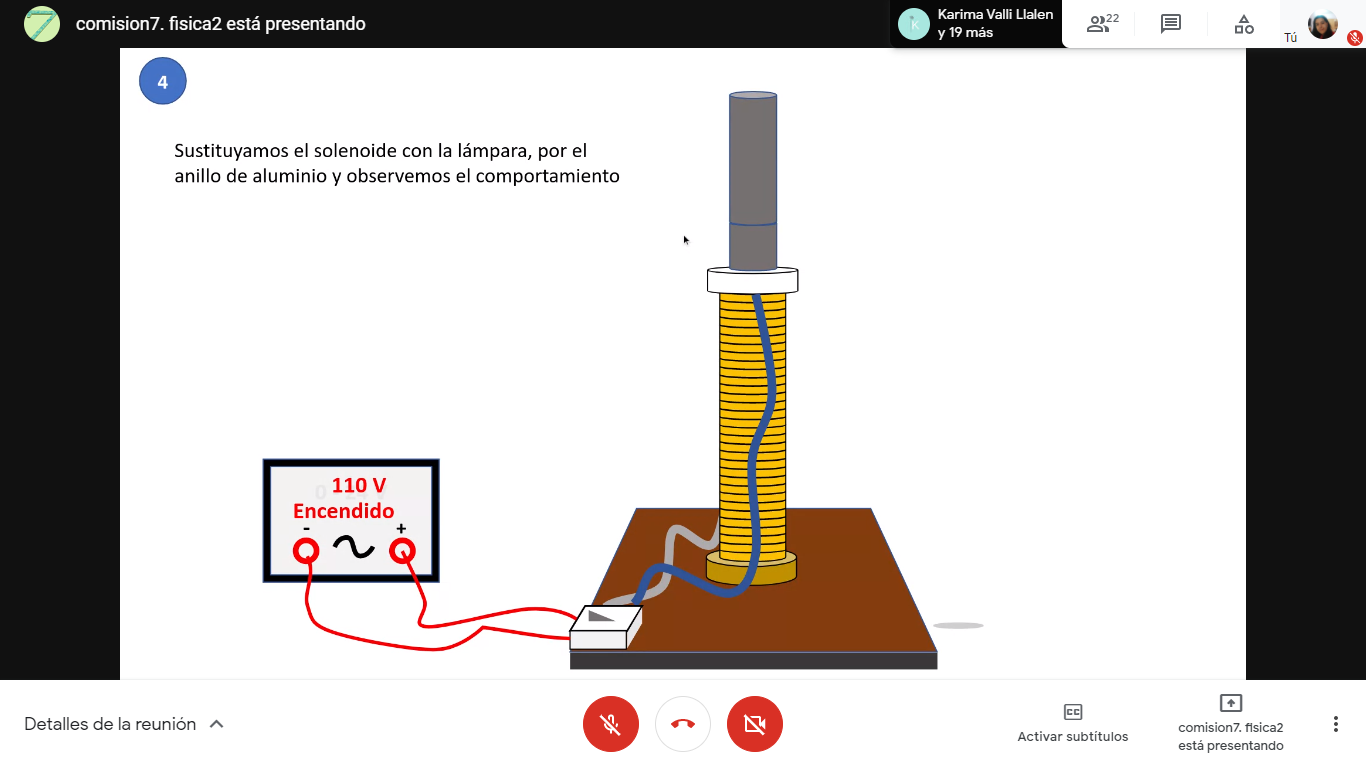 comision7. fisica2 está presentando
Karima Valli Llalen
y 19 más
22
Tú
4
Sustituyamos el solenoide con la lámpara, por el
anillo de aluminio y observemos el comportamiento
110 V
Encendido
- +
Detalles de la reunión
CC
Activar subtítulos
comision7. fisica2
está presentando